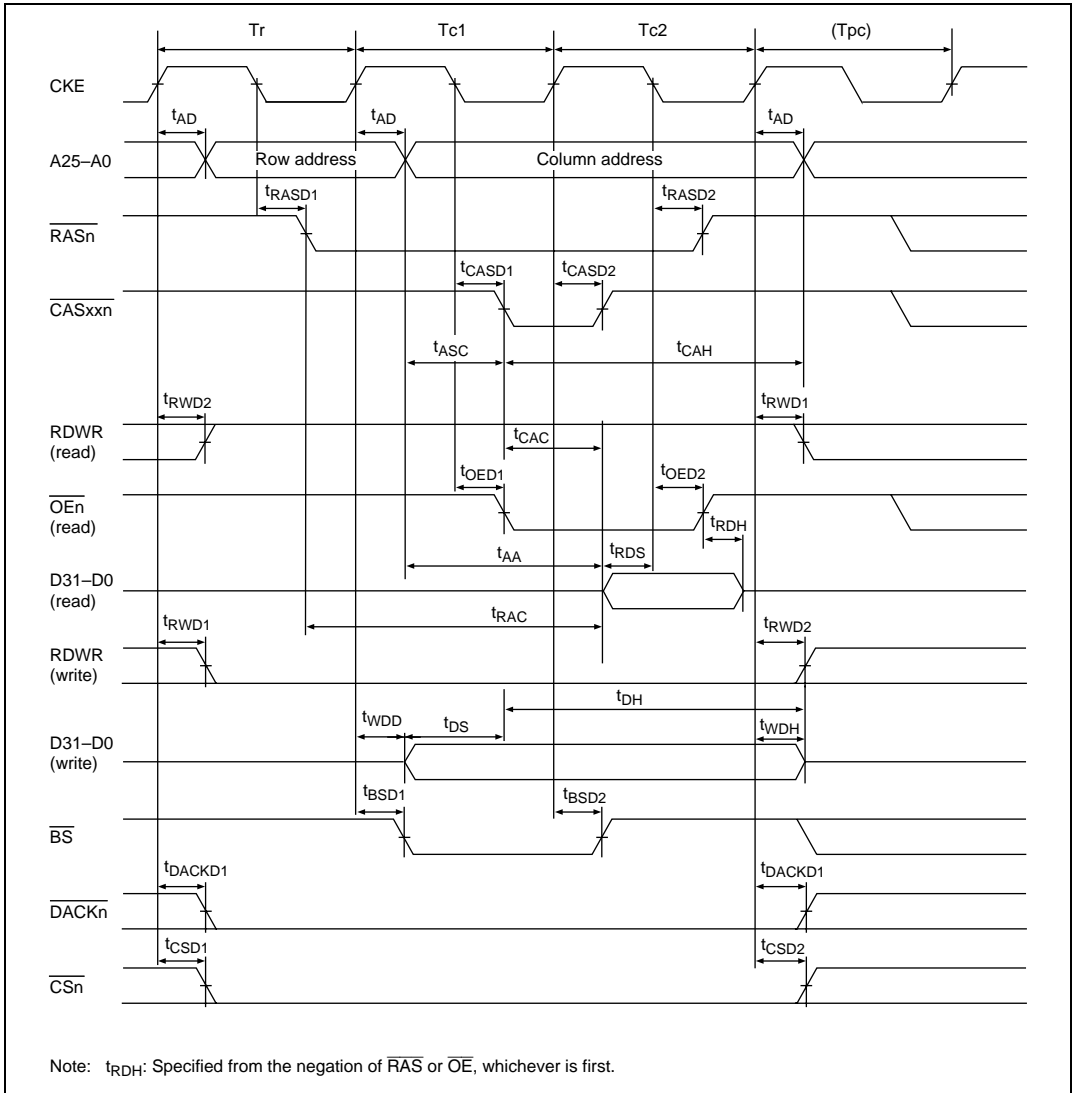 Tr Tc1 Tc2 (Tpc)
CKE
tAD tAD tAD
A25–A0 Row address Column address
tRASD1 tRASD2
RASn
tCASD1 tCASD2
CASxxn
tASC tCAH
tRWD2 tRWD1
RDWR
(read)
tCAC
tOED1 tOED2
OEn
(read)
tRDH
tAA tRDS
D31–D0
(read)
tRAC
tRWD1 tRWD2
RDWR
(write)
tDH
tWDD tDS tWDH
D31–D0
(write)
tBSD1 tBSD2
BS
tDACKD1 tDACKD1
DACKn
tCSD1 tCSD2
CSn
Note: tRDH: Specified from the negation of RAS or OE, whichever is first.